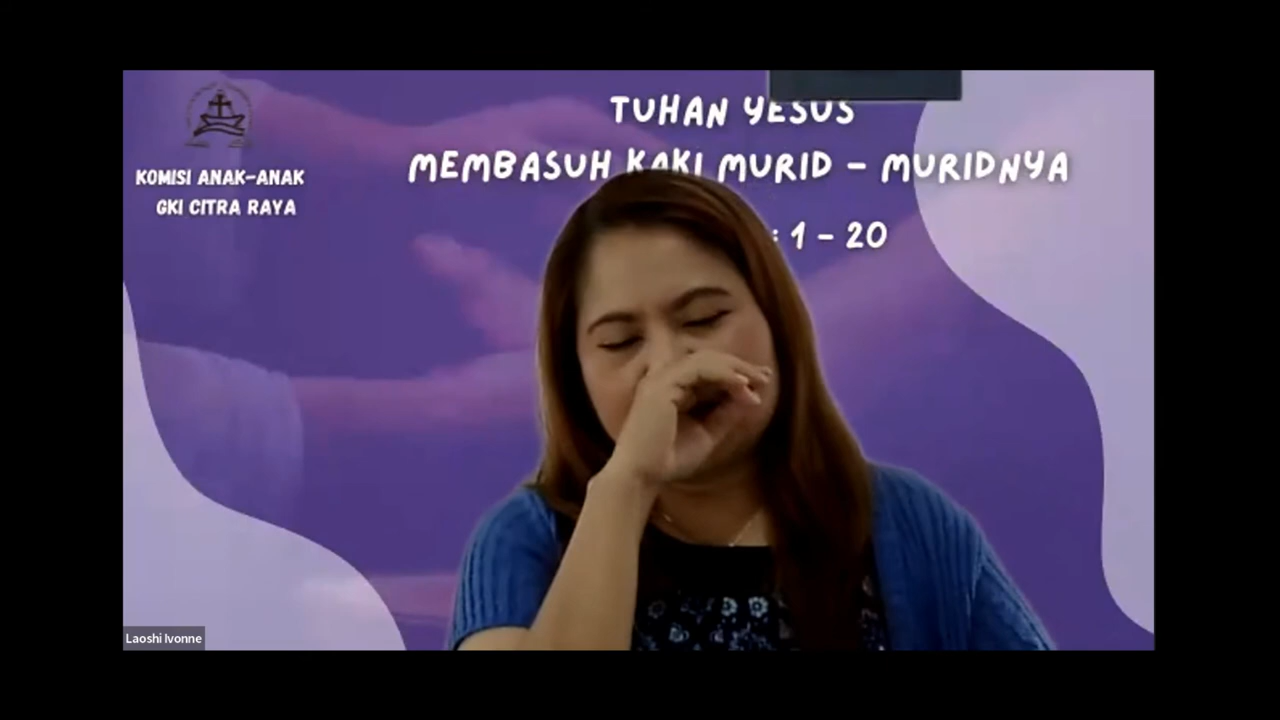 TUHAN YESUS
MEMBASUH KAKI MURID - MURIDNYA
: 1 - 20
KOMISI ANAK-ANAK
GKI CITRA RAYA
Laoshi Ivonne